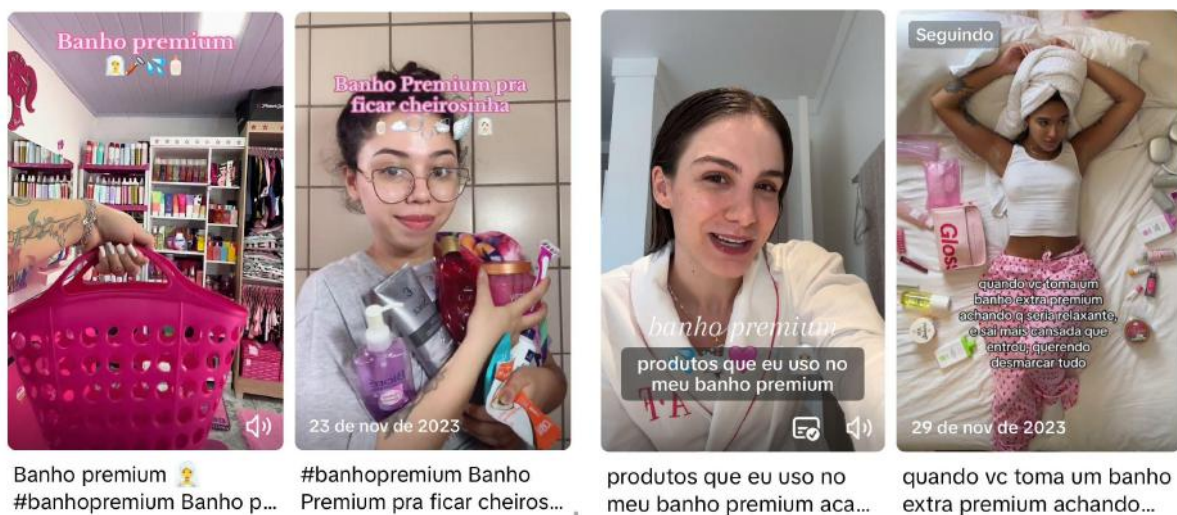 Banho premium
Banho Premium pra
ficar cheirosinha
23 de nov de 2023
banho premium
produtos que eu uso no
meu banho premium
Seguindo
Gloss
quando vc toma um
banho extra premium
achando q seria relaxante,
e sai mais cansada que
entrou, querendo
desmarcar tudo
29 de nov de 2023
Banho premium
#banhopremium Banho p...
#banhopremium Banho
Premium pra ficar cheiros...
produtos que eu uso no
meu banho premium aca...
quando vc toma um banho
extra premium achando...